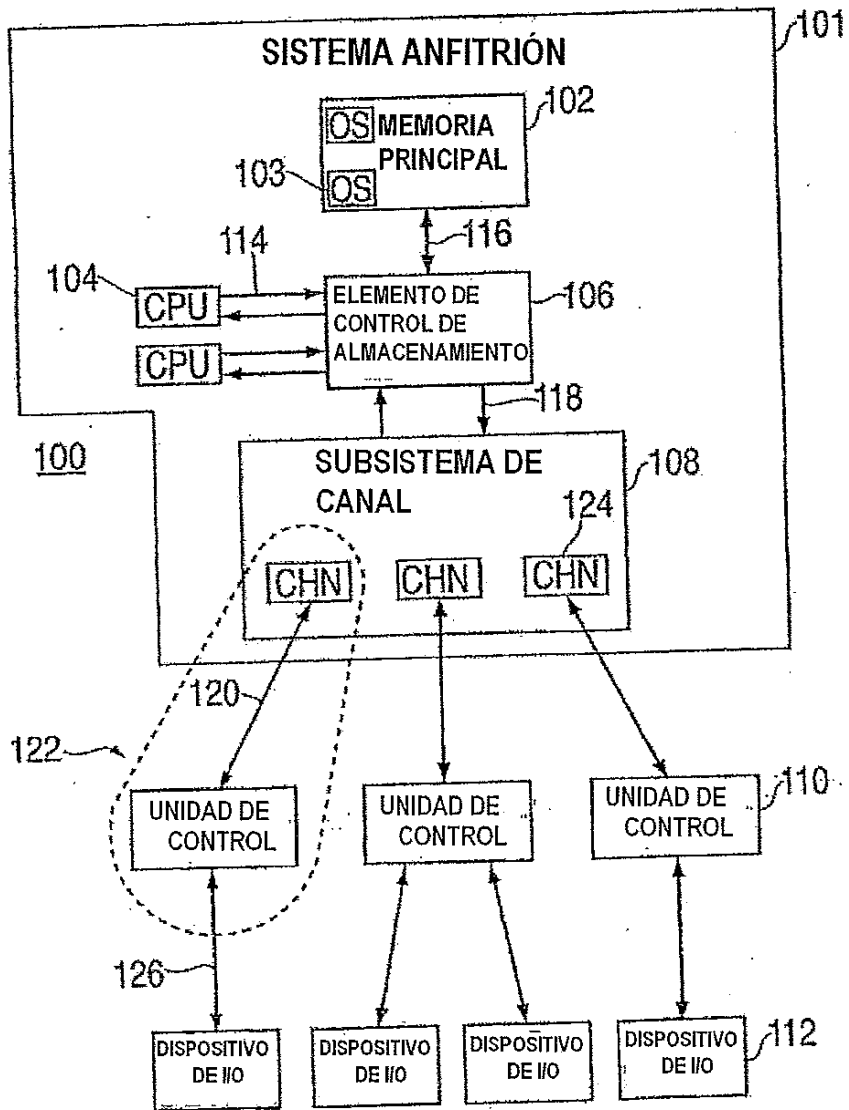 101
SISTEMA ANFITRIÓN
102
OS MEMORIA
PRINCIPAL
103
OS
116
114
104
CPU
ELEMENTO DE
CONTROL DE
ALMACENAMIENTO
106
CPU
118
100
SUBSISTEMA DE
CANAL
108
124
CHN
CHN
CHN
120
122
UNIDAD DE
CONTROL
UNIDAD DE
CONTROL
UNIDAD DE
CONTROL
110
126
DISPOSITIVO
DE I/O
DISPOSITIVO
DE I/O
DISPOSITIVO
DE I/O
DISPOSITIVO
DE I/O
112